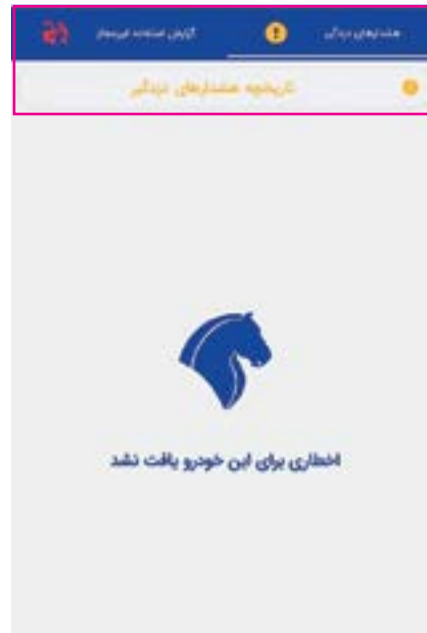 هشدارهای دزدگیر
گزارش استفاده غیرمجاز
تاریخچه هشدارهای دزدگیر
اخطاری برای این خودرو یافت نشد